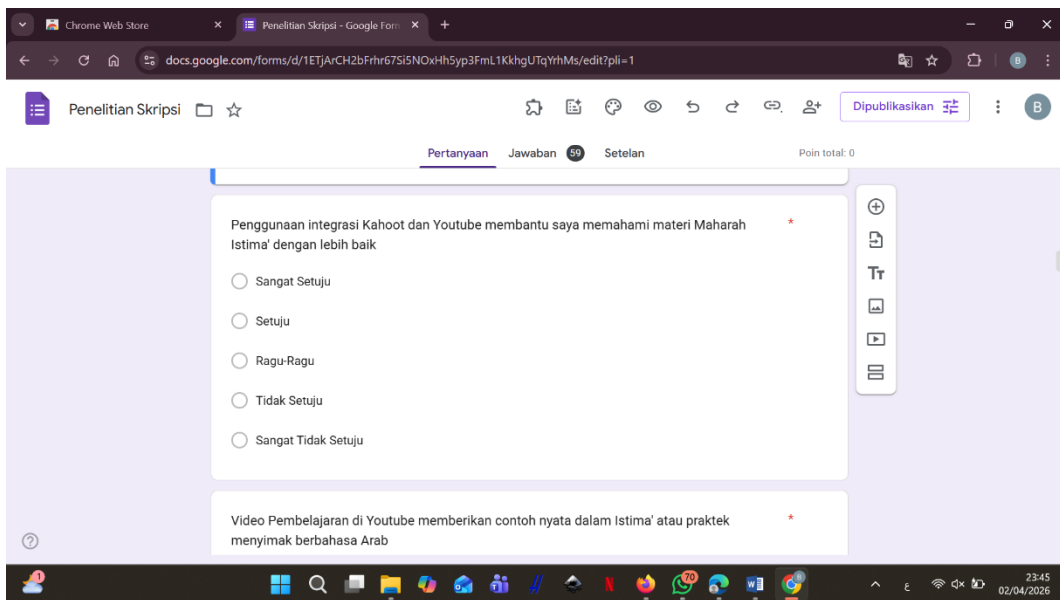 Chrome Web Store
Penelitian Skripsi - Google Form
docs.google.com/forms/d/1ETjArCH2bFrhr67Si5NOxHh5yp3FmL1KkhgUTqYrhMs/edit?pli=1
B
Penelitian Skripsi
Dipublikasikan
B
Pertanyaan Jawaban 59 Setelan
Poin total: 0
Penggunaan integrasi Kahoot dan Youtube membantu saya memahami materi Maharah *
Istima' dengan lebih baik
Sangat Setuju
Setuju
Ragu-Ragu
Tidak Setuju
Sangat Tidak Setuju
Video Pembelajaran di Youtube memberikan contoh nyata dalam Istima' atau praktek *
menyimak berbahasa Arab
1
70
ع
23:45
02/04/2026